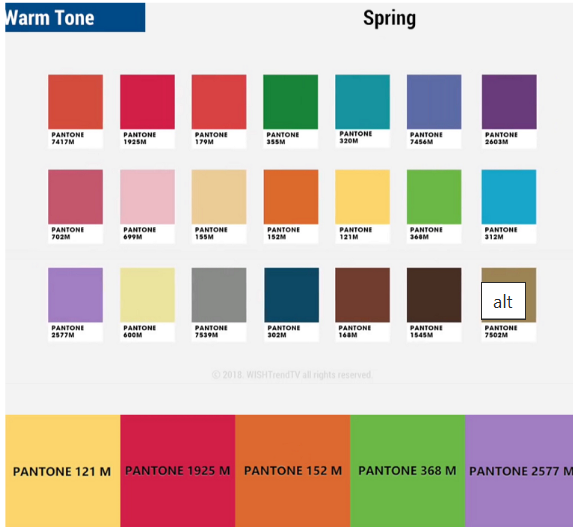 Warm Tone
Spring
PANTONE PANTONE PANTONE PANTONE PANTONE PANTONE PANTONE
7417M 1925M 179M 355M 320M 7456M 2603M
PANTONE PANTONE PANTONE PANTONE PANTONE PANTONE PANTONE
702M 699M 155M 152M 121M 368M 312M
alt
PANTONE PANTONE PANTONE PANTONE PANTONE PANTONE PANTONE
2577M 600M 7539M 302M 168M 1545M 7502M
© 2018. WISHTrendTV all rights reserved.
PANTONE 121 M PANTONE 1925 M PANTONE 152 M PANTONE 368 M PANTONE 2577 M